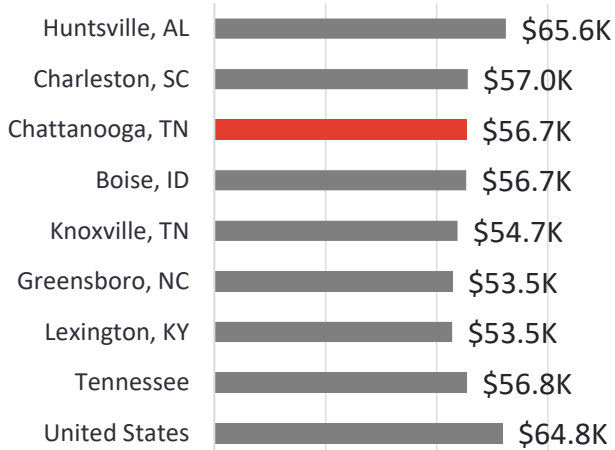 Huntsville, AL $65.6K
Charleston, SC $57.0K
Chattanooga, TN $56.7K
Boise, ID $56.7K
Knoxville, TN $54.7K
Greensboro, NC $53.5K
Lexington, KY $53.5K
Tennessee $56.8K
United States $64.8K